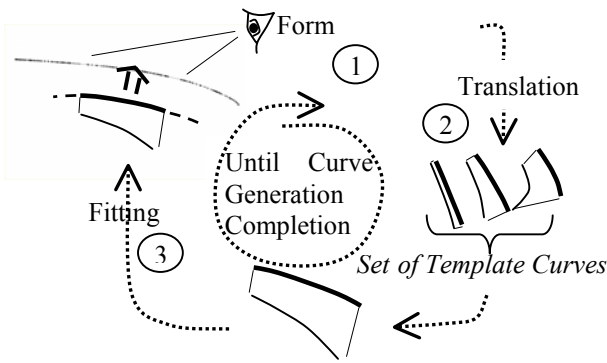 Form
1
Translation
2
Until Curve
Generation
Completion
Fitting
3
Set of Template Curves